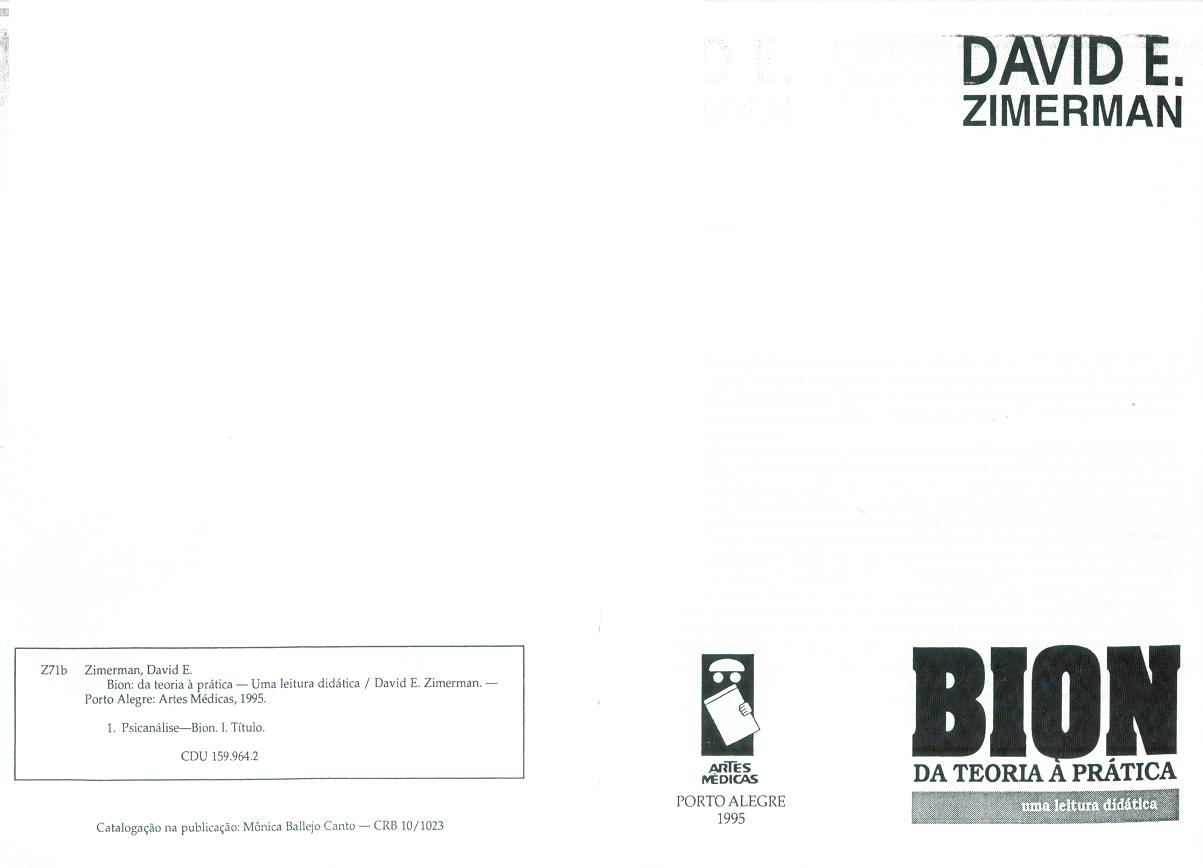 Z71b Zimerman, David E.
Bion: da teoria à prática — Uma leitura didática / David E. Zimerman. —
Porto Alegre: Artes Médicas, 1995.
1. Psicanálise—Bion. I. Título.
CDU 159.964.2
Catalogação na publicação: Mônica Ballejo Canto — CRB 10/1023
DAVID E.
ZIMERMAN
ARTES
MÉDICAS
PORTO ALEGRE
1995
BION
DA TEORIA À PRÁTICA
uma leitura didática